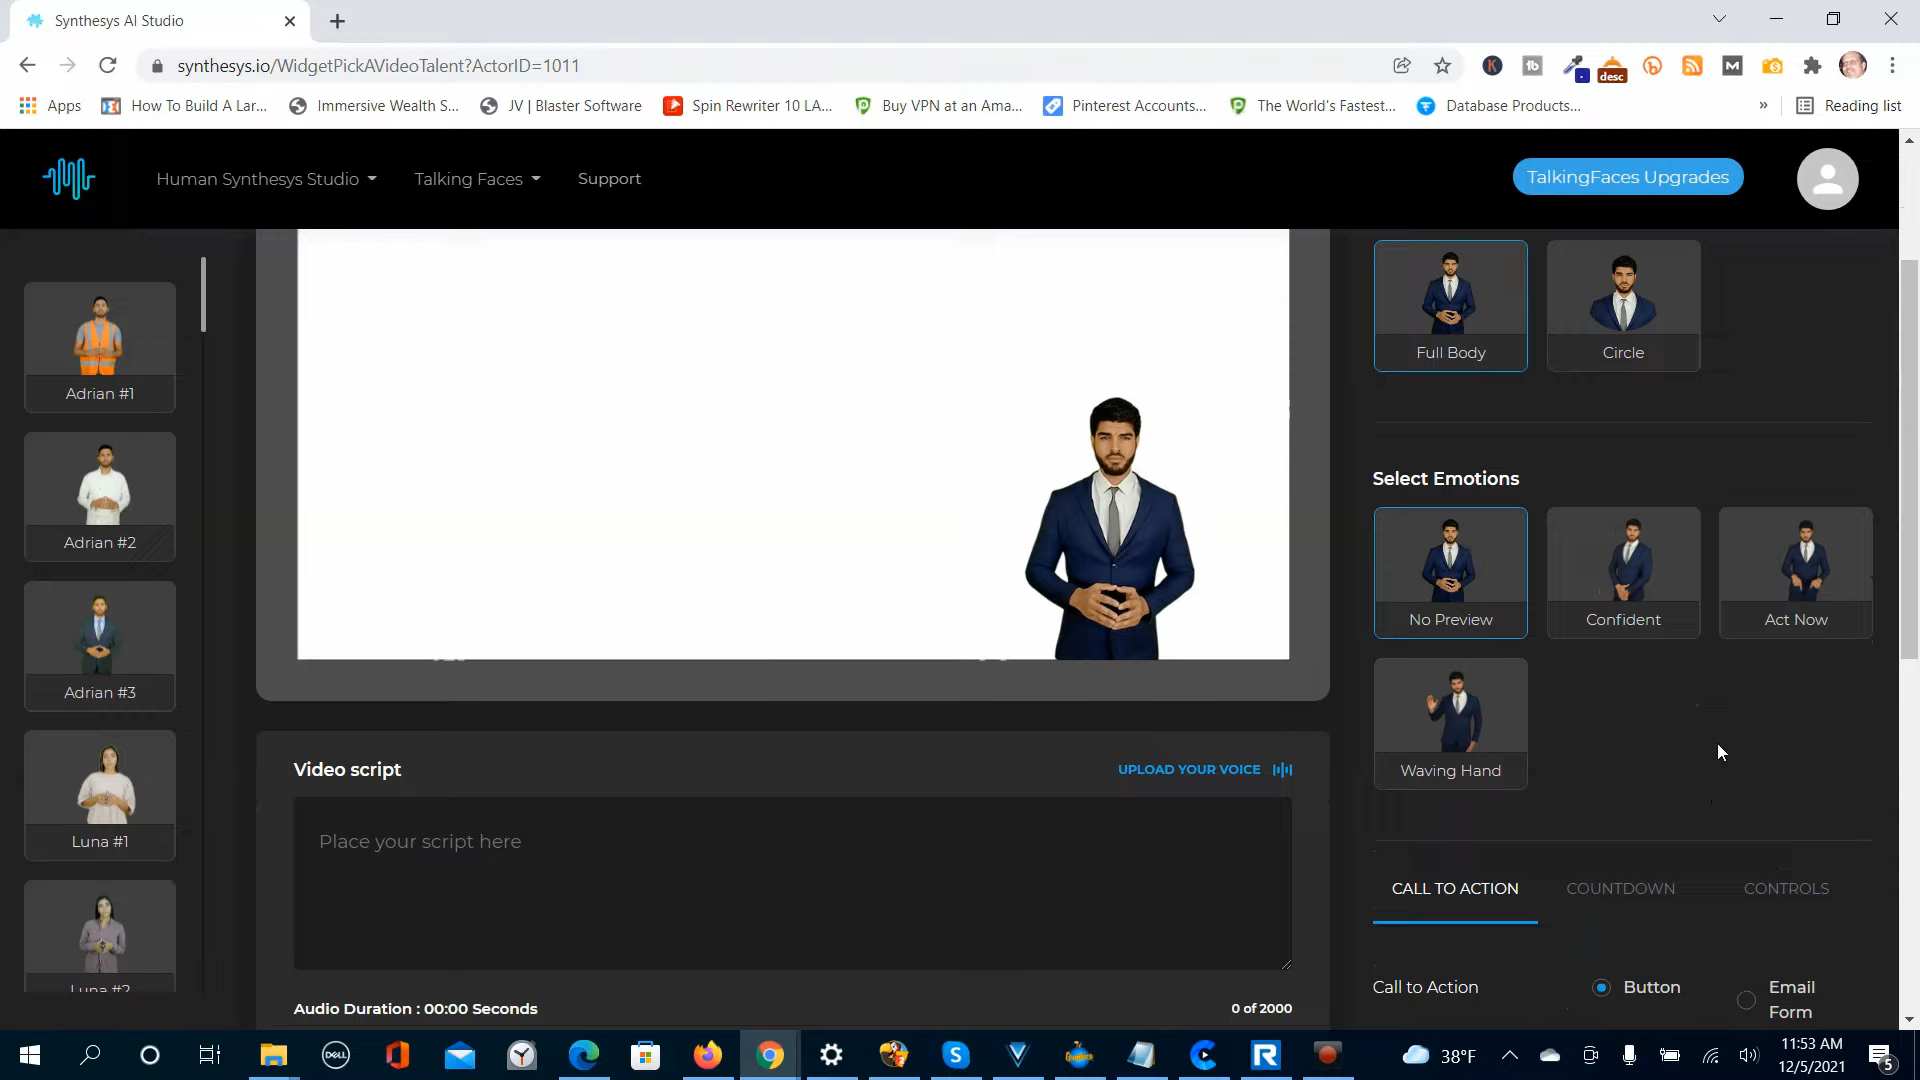 Synthesys AI Studio
synthesys.io/WidgetPickAVideoTalent?ActorID=1011
desc
Apps
How To Build A Lar...
Immersive Wealth S...
JV | Blaster Software
Spin Rewriter 10 LA...
Buy VPN at an Ama...
Pinterest Accounts...
The World's Fastest...
Database Products...
»
Reading list
Human Synthesys Studio
Talking Faces
Support
TalkingFaces Upgrades
Adrian #1
Adrian #2
Adrian #3
Luna #1
Luna #2
Full Body
Circle
Select Emotions
No Preview
Confident
Act Now
Waving Hand
Video script
UPLOAD YOUR VOICE
Place your script here
Audio Duration : 00:00 Seconds
0 of 2000
CALL TO ACTION
COUNTDOWN
CONTROLS
Call to Action
Button
Email
Form
DELL
38°F
11:53 AM
12/5/2021
5